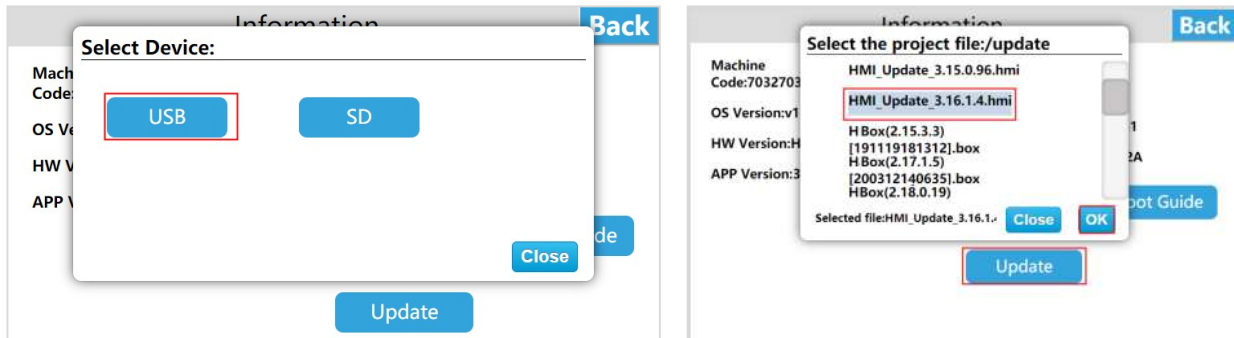 Information
Back
Select Device:
Mach
Code:
USB
SD
OS Ve
HW V
APP V
de
Close
Update
Information
Back
Select the project file:/update
Machine
Code:7032703
HMI_Update_3.15.0.96.hmi
HMI_Update_3.16.1.4.hmi
OS Version:v1
H Box(2.15.3.3)
1
HW Version:H
[191119181312].box
H Box(2.17.1.5)
2A
APP Version:3
[200312140635].box
HBox(2.18.0.19)
oot Guide
Selected file:HMI_Update_3.16.1.
Close
OK
Update